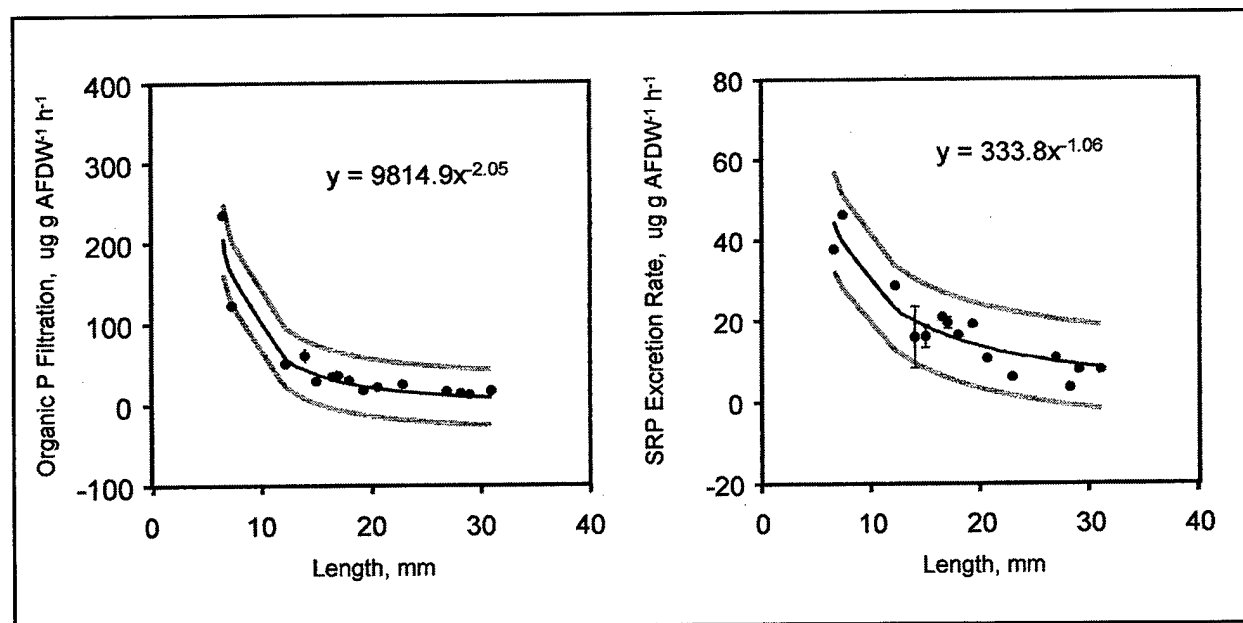 400
300
200
100
0
-100
Organic P Filtration, ug g AFDW-1 h-1
y = 9814.9x-2.05
0 10 20 30 40
Length, mm
80
60
40
20
0
-20
SRP Excretion Rate, ug g AFDW-1 h-1
y = 333.8x-1.06
0 10 20 30 40
Length, mm